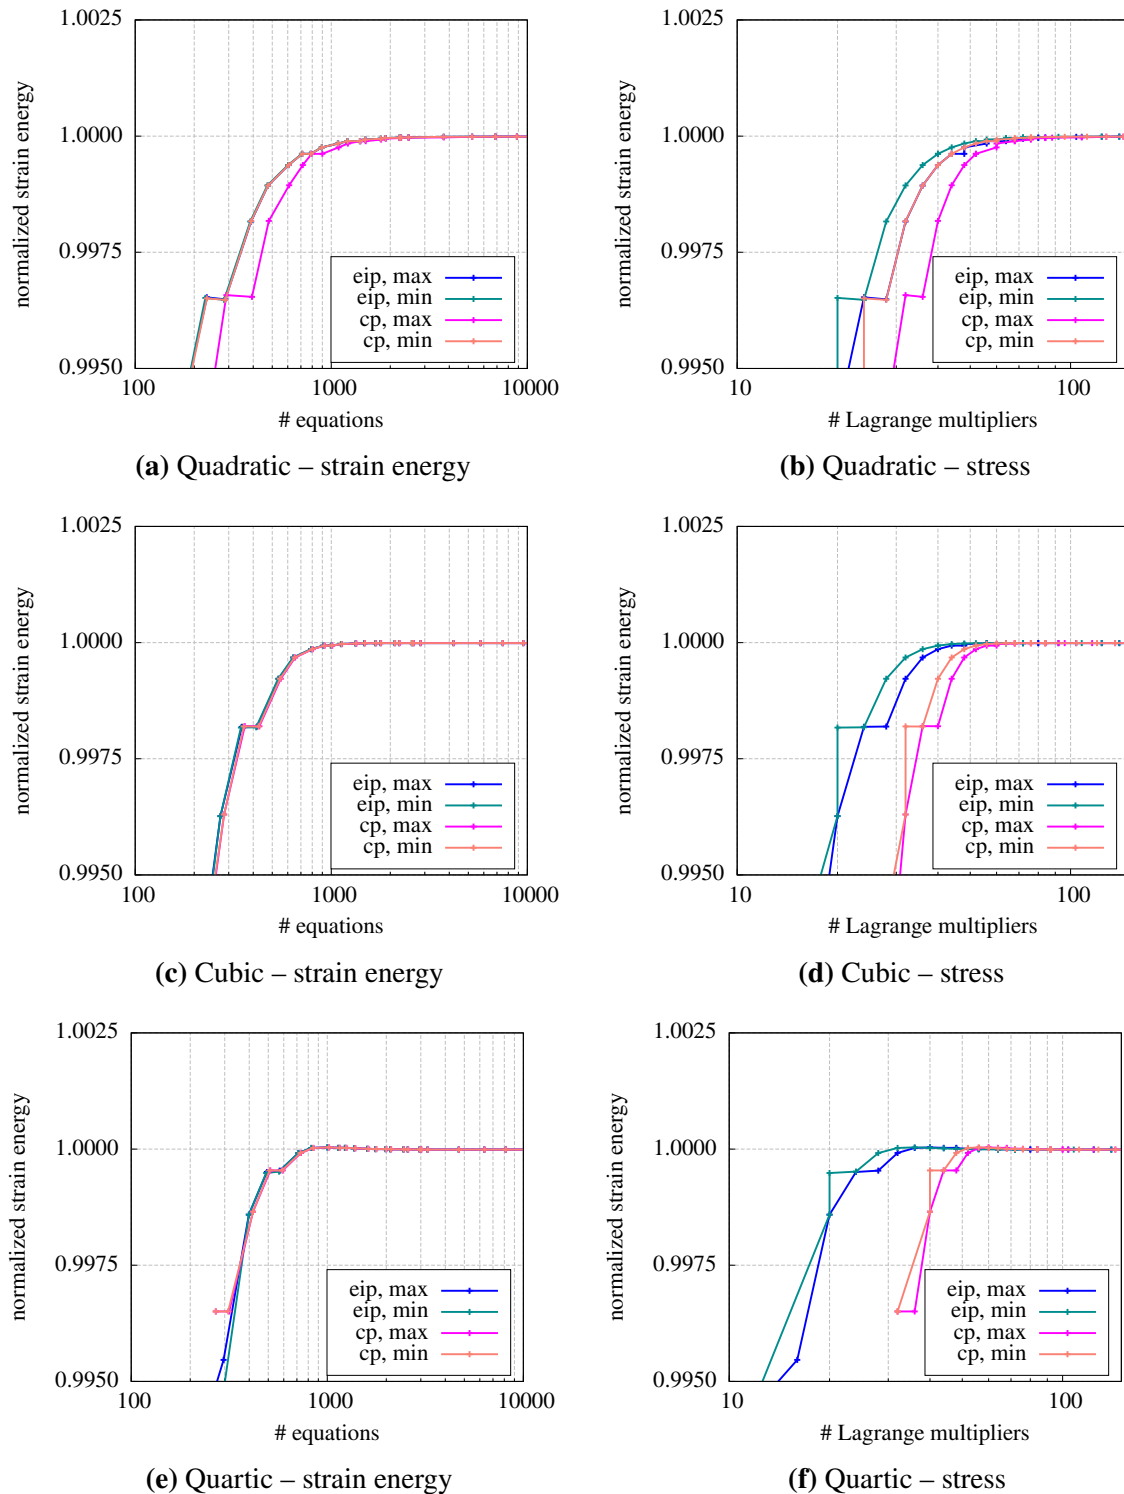 1.0025
1.0000
0.9975
0.9950
normalized strain energy
eip, max
eip, min
cp, max
cp, min
100
1000
10000
# equations
(a) Quadratic – strain energy
1.0025
1.0000
0.9975
0.9950
normalized strain energy
eip, max
eip, min
cp, max
cp, min
10
100
# Lagrange multipliers
(b) Quadratic – stress
1.0025
1.0000
0.9975
0.9950
normalized strain energy
eip, max
eip, min
cp, max
cp, min
100
1000
10000
# equations
(c) Cubic – strain energy
1.0025
1.0000
0.9975
0.9950
normalized strain energy
eip, max
eip, min
cp, max
cp, min
10
100
# Lagrange multipliers
(d) Cubic – stress
1.0025
1.0000
0.9975
0.9950
normalized strain energy
eip, max
eip, min
cp, max
cp, min
100
1000
10000
# equations
(e) Quartic – strain energy
1.0025
1.0000
0.9975
0.9950
normalized strain energy
eip, max
eip, min
cp, max
cp, min
10
100
# Lagrange multipliers
(f) Quartic – stress